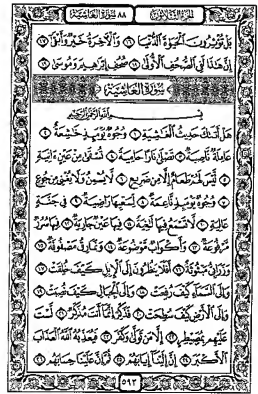 الجزء الثلاثون ٨٨ سورة الغاشية
بَلْ تُؤْثِرُونَ الْحَيَوٰةَ الدُّنْيَا ۝١٦ وَالْآخِرَةُ خَيْرٌ وَأَبْقَىٰ ۝١٧
إِنَّ هَٰذَا لَفِي الصُّحُفِ الْأُولَىٰ ۝١٨ صُحُفِ إِبْرَٰهِيمَ وَمُوسَىٰ ۝١٩
سورة الغاشية
بِسْمِ اللَّهِ الرَّحْمَٰنِ الرَّحِيمِ
هَلْ أَتَىٰكَ حَدِيثُ الْغَٰشِيَةِ ۝١ وُجُوهٌ يَوْمَئِذٍ خَٰشِعَةٌ ۝٢
عَامِلَةٌ نَّاصِبَةٌ ۝٣ تَصْلَىٰ نَارًا حَامِيَةً ۝٤ تُسْقَىٰ مِنْ عَيْنٍ ءَانِيَةٍ
۝٥ لَّيْسَ لَهُمْ طَعَامٌ إِلَّا مِن ضَرِيعٍ ۝٦ لَّا يُسْمِنُ وَلَا يُغْنِي مِن جُوعٍ
۝٧ وُجُوهٌ يَوْمَئِذٍ نَّاعِمَةٌ ۝٨ لِّسَعْيِهَا رَاضِيَةٌ ۝٩ فِي جَنَّةٍ
عَالِيَةٍ ۝١٠ لَّا تَسْمَعُ فِيهَا لَٰغِيَةً ۝١١ فِيهَا عَيْنٌ جَارِيَةٌ ۝١٢ فِيهَا سُرُرٌ
مَّرْفُوعَةٌ ۝١٣ وَأَكْوَابٌ مَّوْضُوعَةٌ ۝١٤ وَنَمَارِقُ مَصْفُوفَةٌ ۝١٥
وَزَرَابِيُّ مَبْثُوثَةٌ ۝١٦ أَفَلَا يَنظُرُونَ إِلَى الْإِبِلِ كَيْفَ خُلِقَتْ ۝١٧
وَإِلَى السَّمَاءِ كَيْفَ رُفِعَتْ ۝١٨ وَإِلَى الْجِبَالِ كَيْفَ نُصِبَتْ ۝١٩
وَإِلَى الْأَرْضِ كَيْفَ سُطِحَتْ ۝٢٠ فَذَكِّرْ إِنَّمَا أَنتَ مُذَكِّرٌ ۝٢١ لَّسْتَ
عَلَيْهِم بِمُصَيْطِرٍ ۝٢٢ إِلَّا مَن تَوَلَّىٰ وَكَفَرَ ۝٢٣ فَيُعَذِّبُهُ اللَّهُ الْعَذَابَ
الْأَكْبَرَ ۝٢٤ إِنَّ إِلَيْنَا إِيَابَهُمْ ۝٢٥ ثُمَّ إِنَّ عَلَيْنَا حِسَابَهُم ۝٢٦
٥٩٣